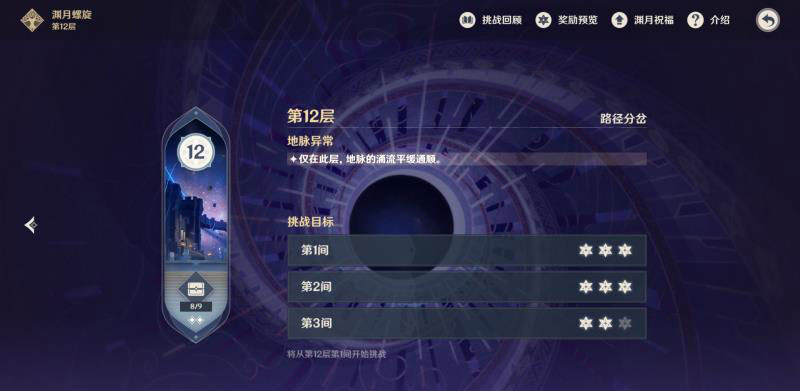 渊月螺旋
第12层
挑战回顾
奖励预览
渊月祝福
?
介绍
第12层
路径分岔
地脉异常
仅在此层，地脉的涌流平缓通顺。
12
挑战目标
第1间
第2间
8/9
第3间
将从第12层第1间开始挑战